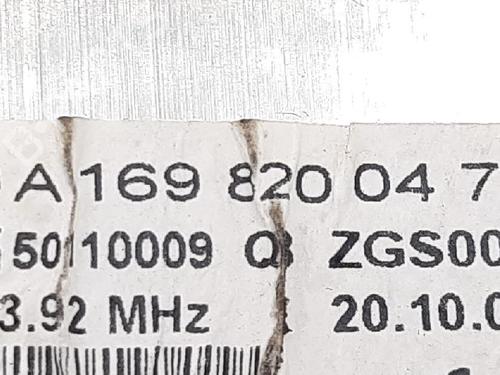 A 169 820 04 7
50110009 Q ZGS00
3.92 MHz 20.10.0